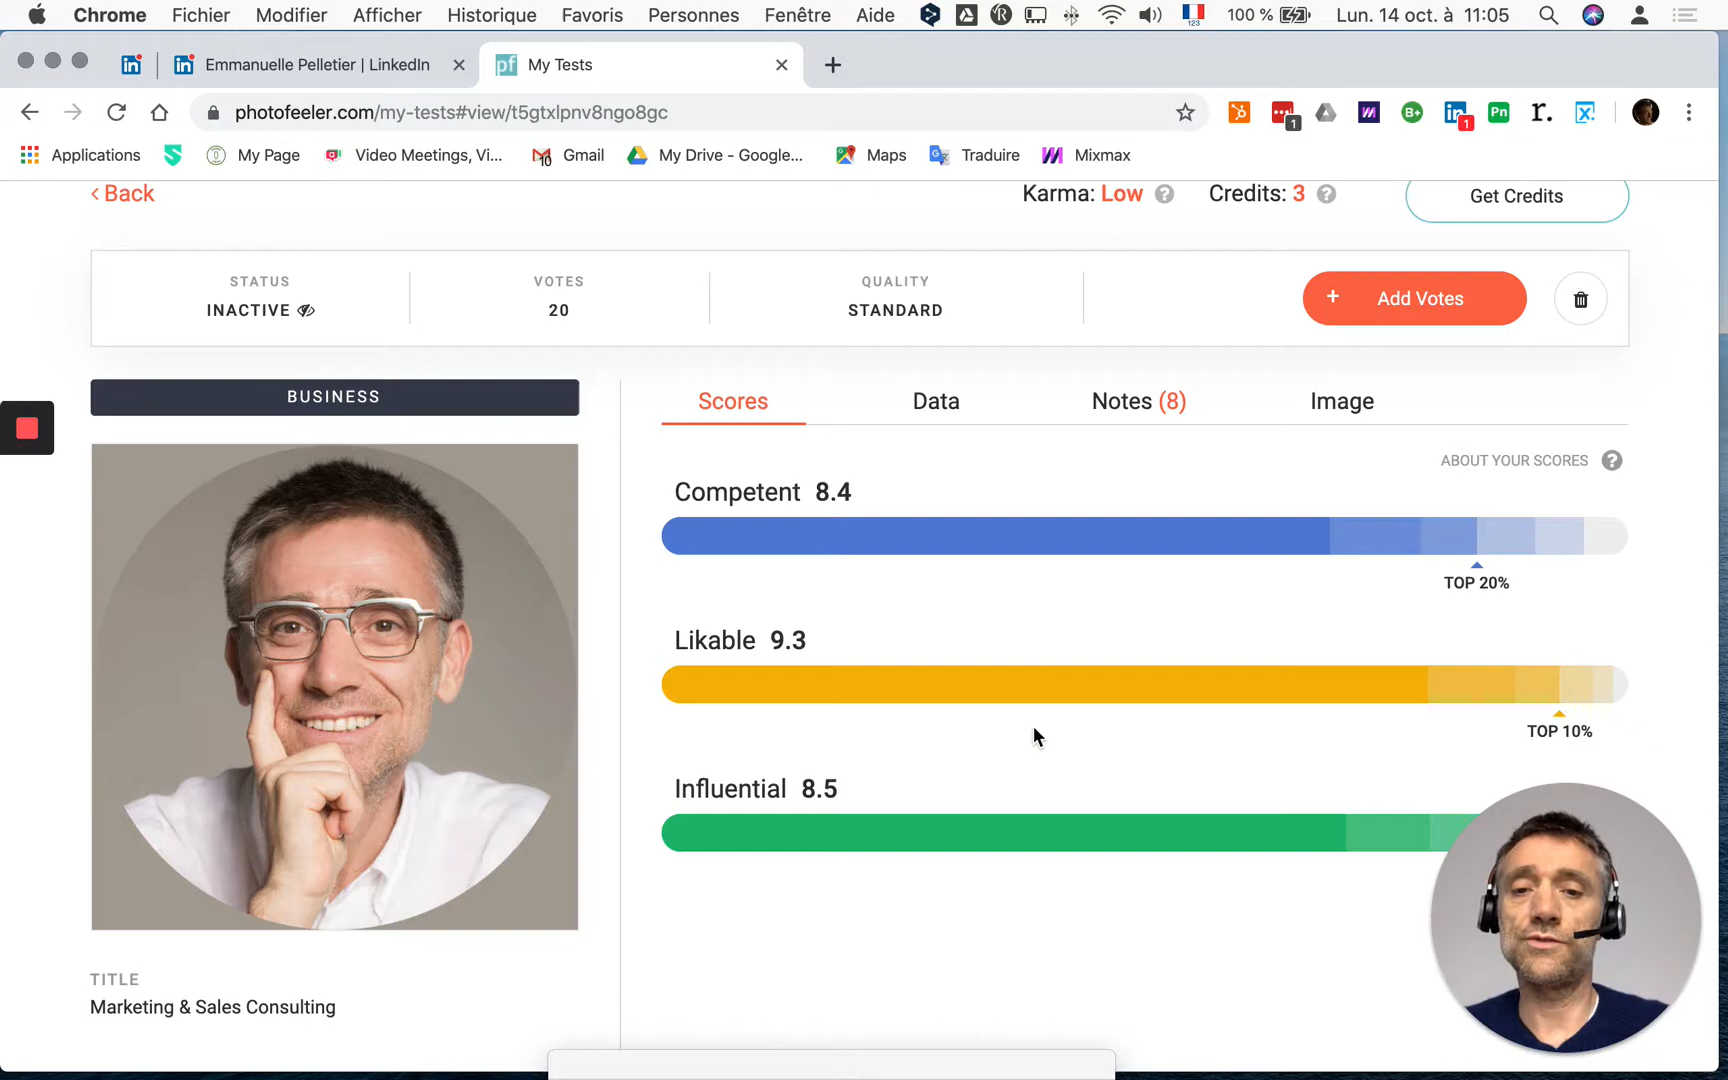 Chrome Fichier Modifier Afficher Historique Favoris Personnes Fenêtre Aide 123 100 % Lun. 14 oct. à 11:05
Emmanuelle Pelletier | LinkedIn My Tests
photofeeler.com/my-tests#view/t5gtxlpnv8ngo8gc
Applications My Page Video Meetings, Vi... Gmail My Drive - Google... Maps Traduire Mixmax
Back Karma: Low Credits: 3 Get Credits
STATUS VOTES QUALITY
INACTIVE 20 STANDARD + Add Votes
BUSINESS
Scores Data Notes (8) Image
ABOUT YOUR SCORES
Competent 8.4
TOP 20%
Likable 9.3
TOP 10%
Influential 8.5
TITLE
Marketing & Sales Consulting